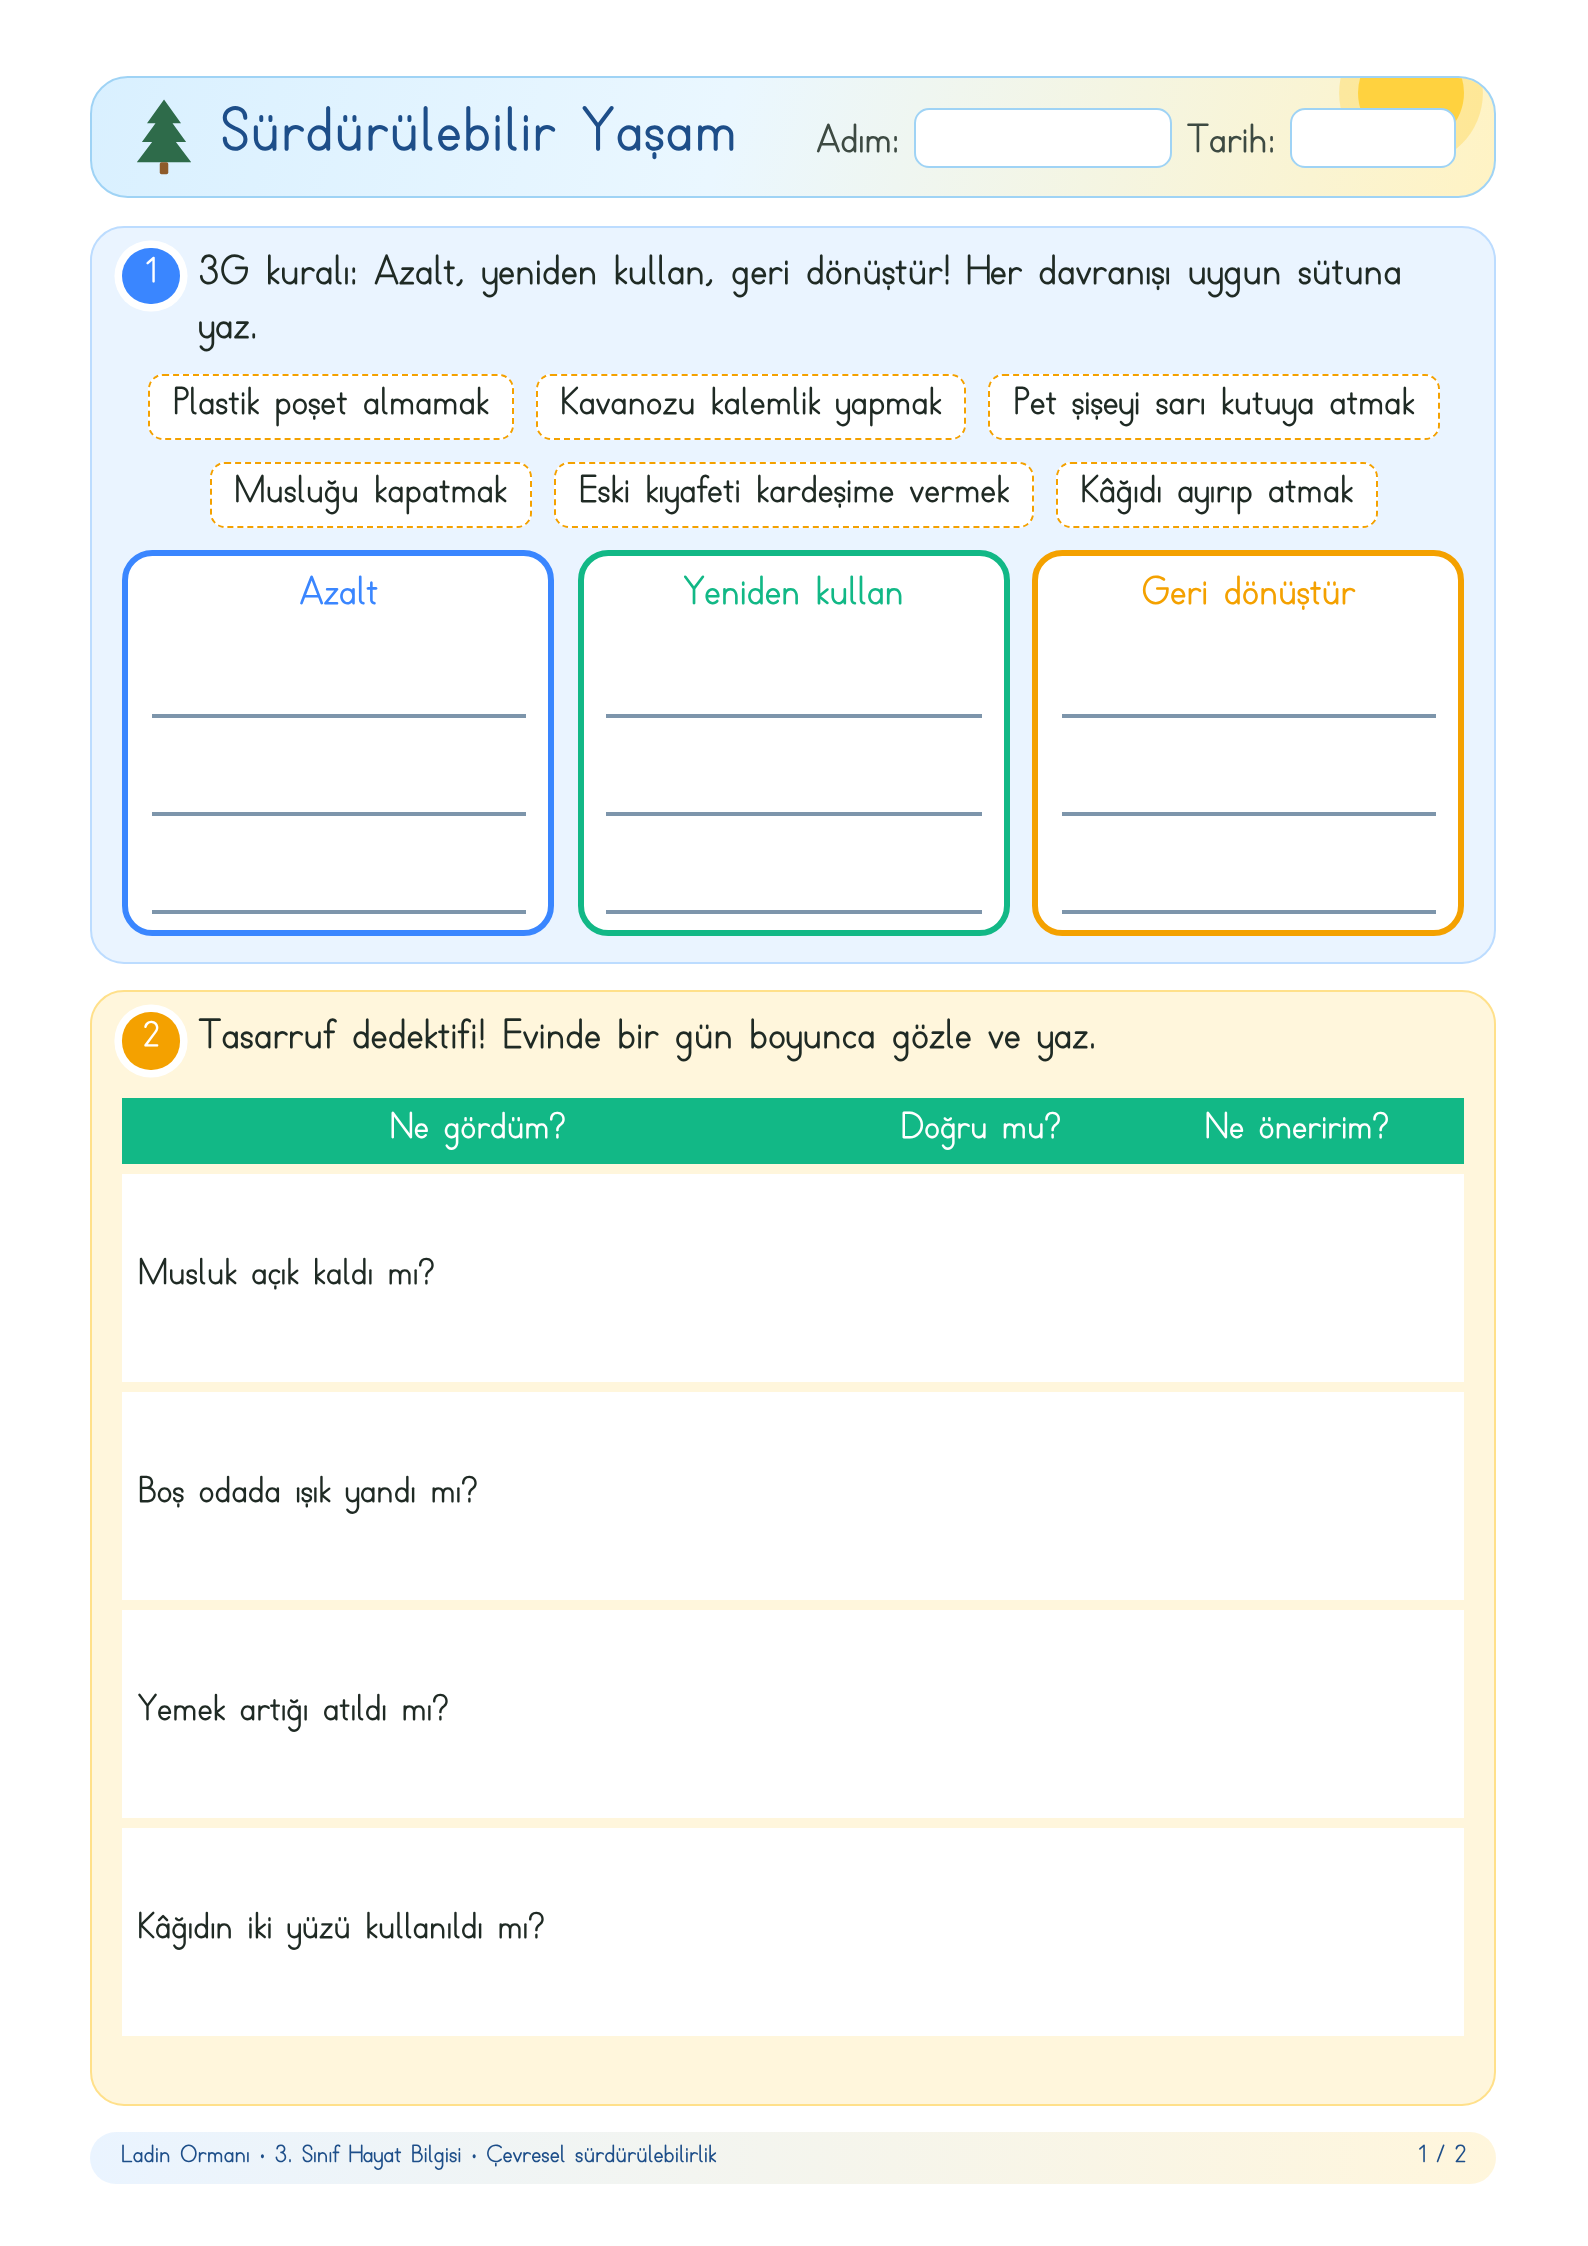 Sürdürülebilir Yaşam Adım: Tarih:
1 3G kuralı: Azalt, yeniden kullan, geri dönüştür! Her davranışı uygun sütuna
yaz.
Plastik poşet almamak Kavanozu kalemlik yapmak Pet şişeyi sarı kutuya atmak
Musluğu kapatmak Eski kıyafeti kardeşime vermek Kâğıdı ayırıp atmak
Azalt Yeniden kullan Geri dönüştür
2 Tasarruf dedektifi! Evinde bir gün boyunca gözle ve yaz.
Ne gördüm? Doğru mu? Ne öneririm?
Musluk açık kaldı mı?
Boş odada ışık yandı mı?
Yemek artığı atıldı mı?
Kâğıdın iki yüzü kullanıldı mı?
Ladin Ormanı • 3. Sınıf Hayat Bilgisi • Çevresel sürdürülebilirlik 1 / 2